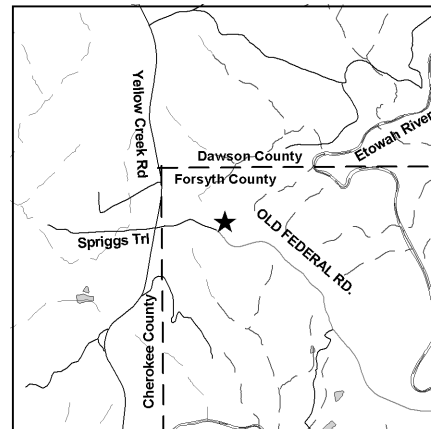 Yellow Creek Rd
Etowah River
Dawson County
Forsyth County
OLD FEDERAL RD.
Spriggs Trl
Cherokee County